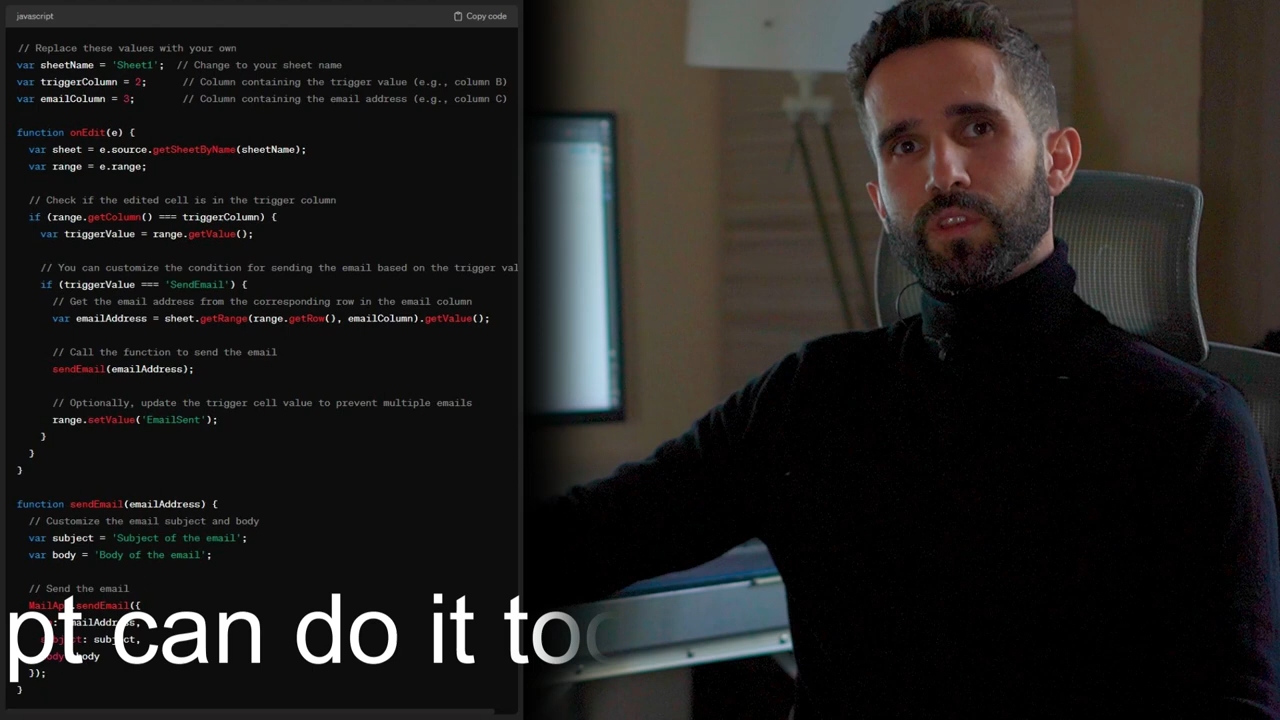 javascript
Copy code
// Replace these values with your own
var sheetName = 'Sheet1';  // Change to your sheet name
var triggerColumn = 2;      // Column containing the trigger value (e.g., column B)
var emailColumn = 3;        // Column containing the email address (e.g., column C)
function onEdit(e) {
  var sheet = e.source.getSheetByName(sheetName);
  var range = e.range;
  // Check if the edited cell is in the trigger column
  if (range.getColumn() === triggerColumn) {
    var triggerValue = range.getValue();
    // You can customize the condition for sending the email based on the trigger val
    if (triggerValue === 'SendEmail') {
      // Get the email address from the corresponding row in the email column
      var emailAddress = sheet.getRange(range.getRow(), emailColumn).getValue();
      // Call the function to send the email
      sendEmail(emailAddress);
      // Optionally, update the trigger cell value to prevent multiple emails
      range.setValue('EmailSent');
    }
  }
}
function sendEmail(emailAddress) {
  // Customize the email subject and body
  var subject = 'Subject of the email';
  var body = 'Body of the email';
  // Send the email
  MailApp.sendEmail({
    : emailAddress,
    subject: subject,
    body: body
  });
}
pt can do it too